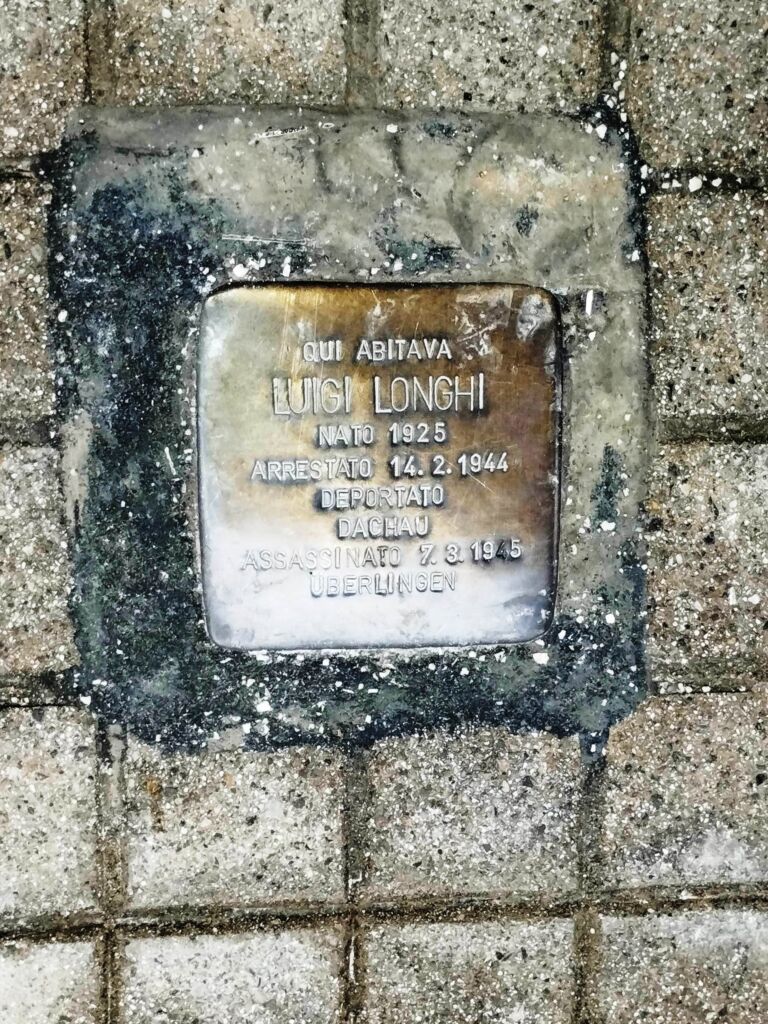 QUI ABITAVA
LUIGI LONGHI
NATO 1925
ARRESTATO 14.2.1944
DEPORTATO
DACHAU
ASSASSINATO 7.3.1945
ÜBERLINGEN